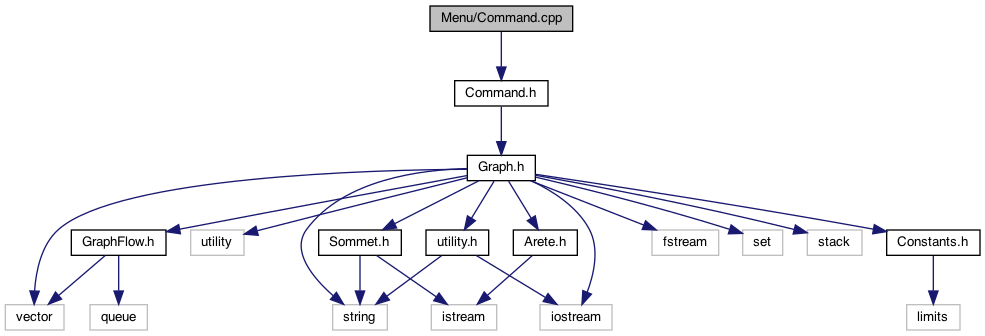 Menu/Command.cpp
Command.h
Graph.h
GraphFlow.h
utility
Sommet.h
utility.h
Arete.h
fstream
set
stack
Constants.h
vector
queue
string
istream
iostream
limits